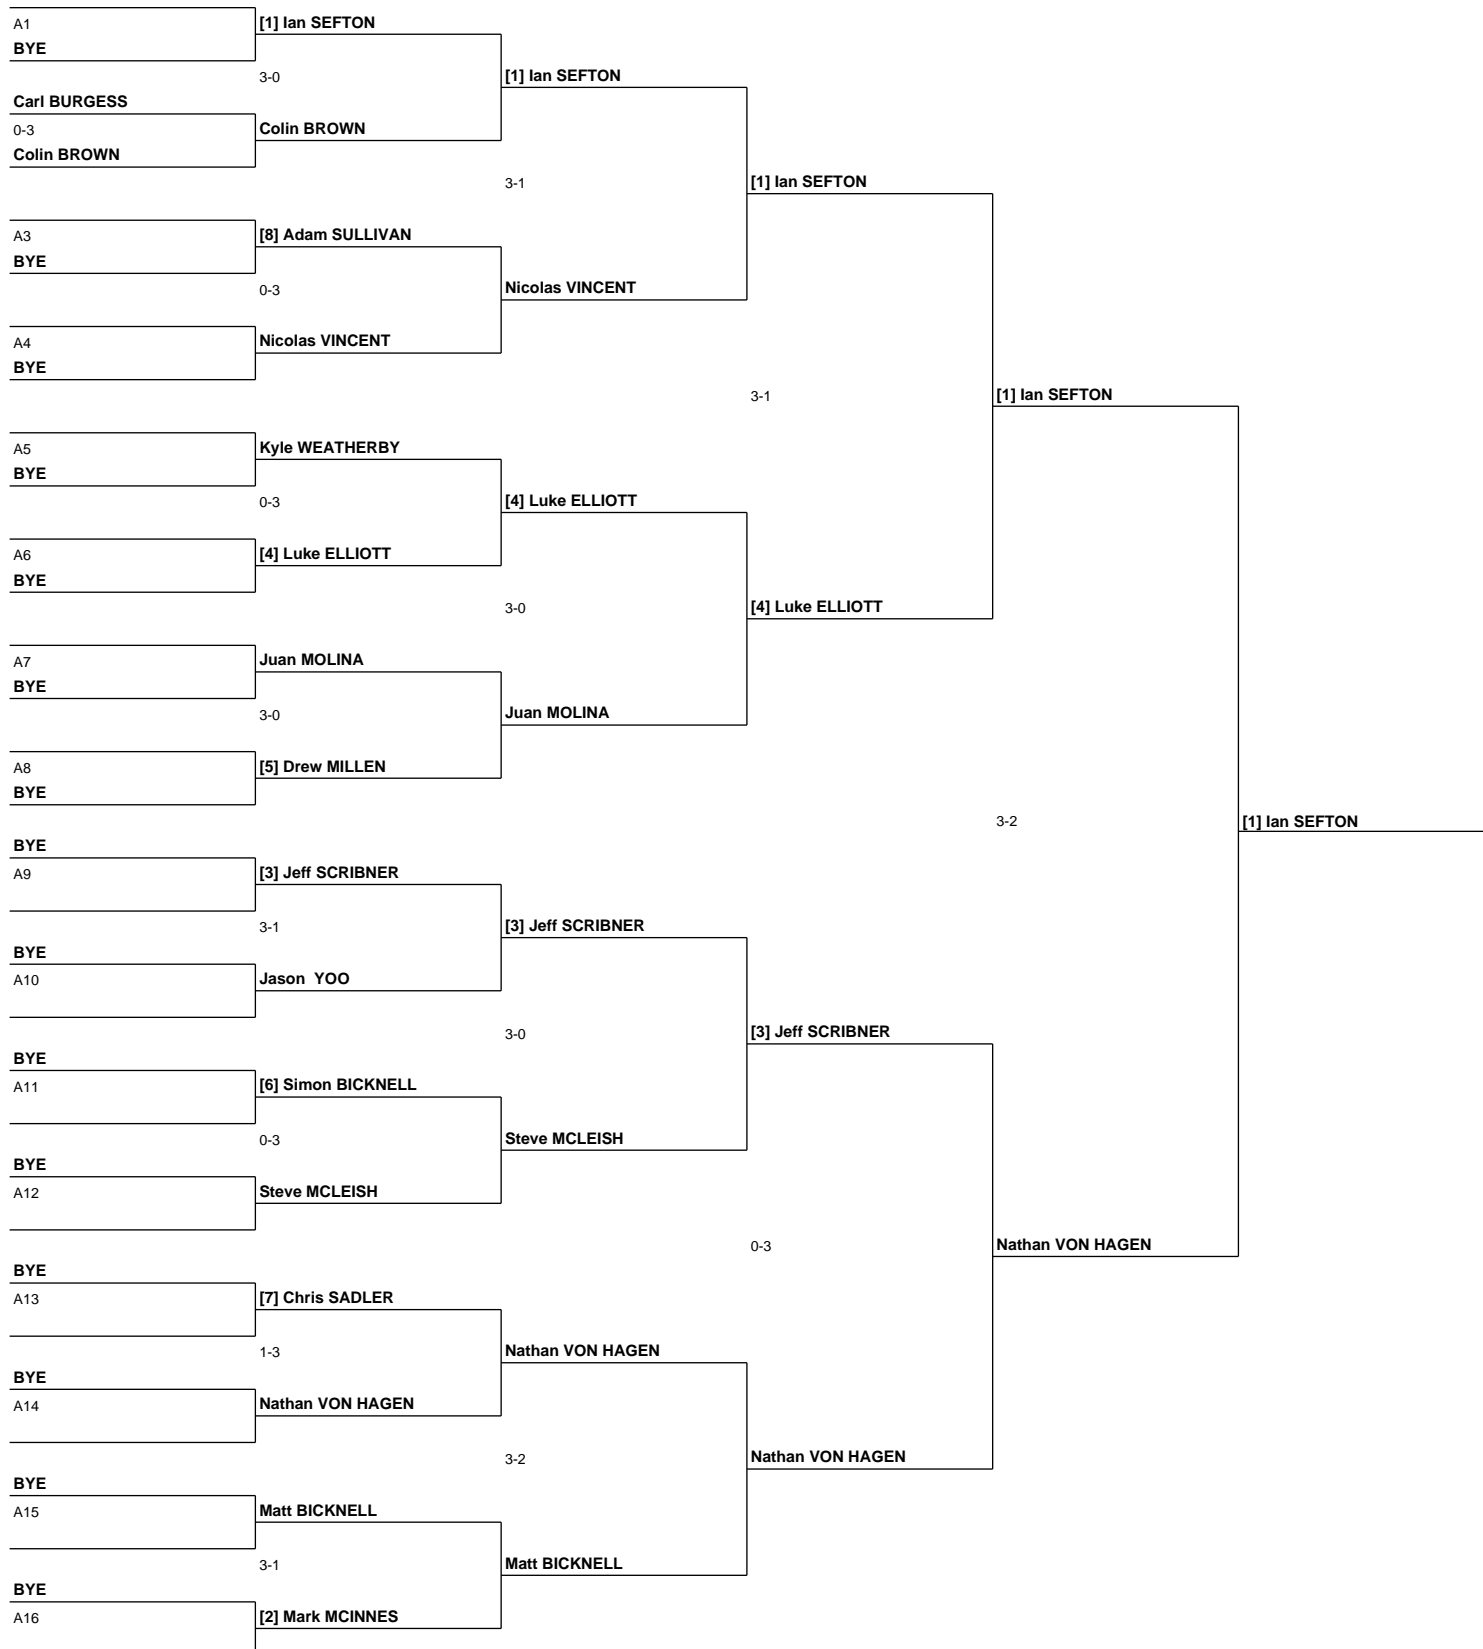 A1
[1] Ian SEFTON
BYE
3-0
[1] Ian SEFTON
Carl BURGESS
0-3
Colin BROWN
Colin BROWN
3-1
[1] Ian SEFTON
A3
[8] Adam SULLIVAN
BYE
0-3
Nicolas VINCENT
A4
Nicolas VINCENT
BYE
3-1
[1] Ian SEFTON
A5
Kyle WEATHERBY
BYE
0-3
[4] Luke ELLIOTT
A6
[4] Luke ELLIOTT
BYE
3-0
[4] Luke ELLIOTT
A7
Juan MOLINA
BYE
3-0
Juan MOLINA
A8
[5] Drew MILLEN
BYE
3-2
[1] Ian SEFTON
BYE
A9
[3] Jeff SCRIBNER
3-1
[3] Jeff SCRIBNER
BYE
A10
Jason  YOO
3-0
[3] Jeff SCRIBNER
BYE
A11
[6] Simon BICKNELL
0-3
Steve MCLEISH
BYE
A12
Steve MCLEISH
0-3
Nathan VON HAGEN
BYE
A13
[7] Chris SADLER
1-3
Nathan VON HAGEN
BYE
A14
Nathan VON HAGEN
3-2
Nathan VON HAGEN
BYE
A15
Matt BICKNELL
3-1
Matt BICKNELL
BYE
A16
[2] Mark MCINNES